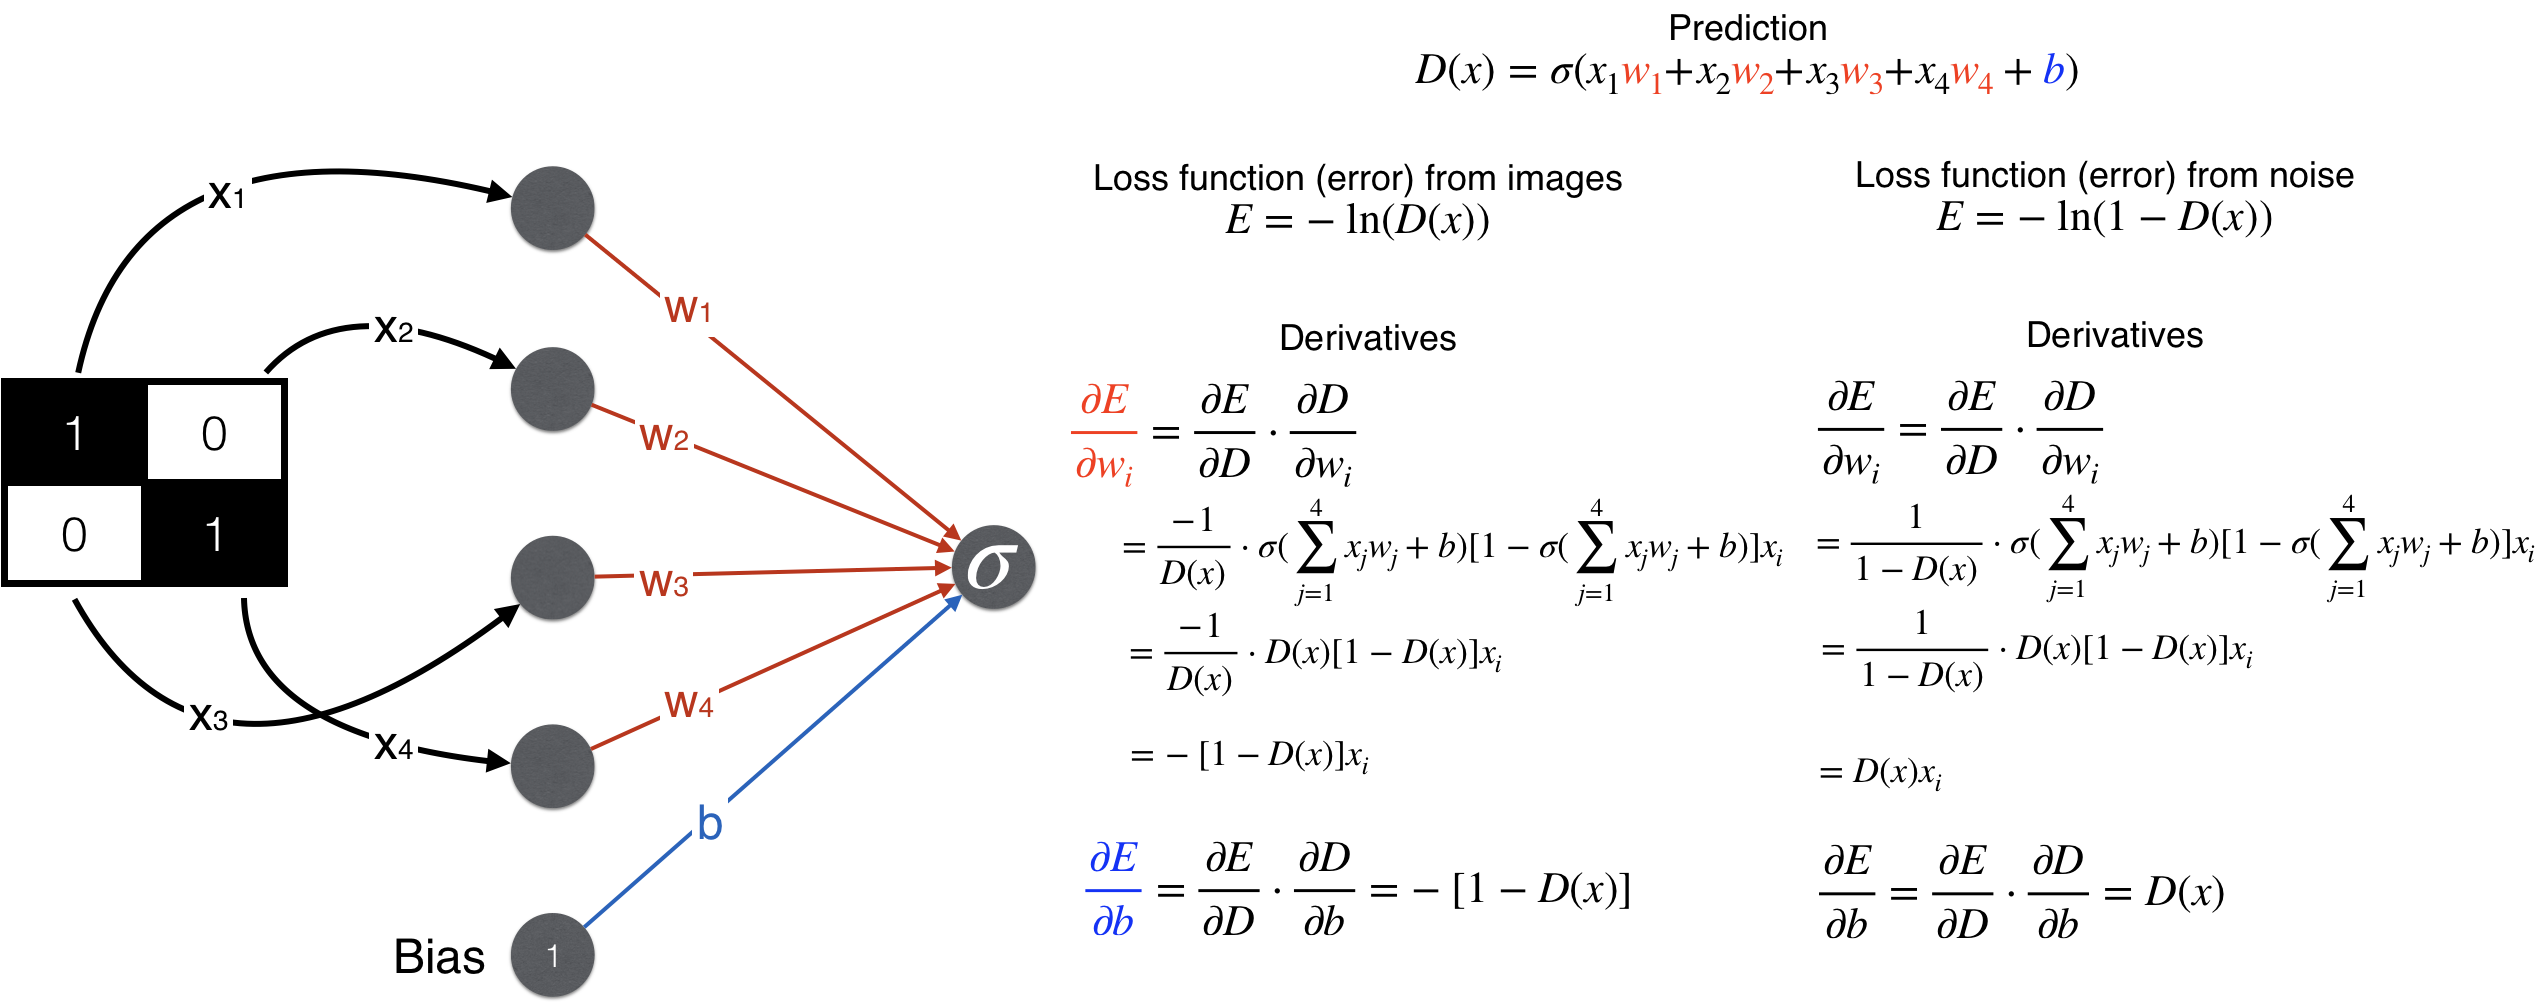 Prediction
D(x) = σ(x₁w₁+x₂w₂+x₃w₃+x₄w₄ + b)
x₁
x₂
1 0
0 1
x₃
x₄
w₁
w₂
w₃
w₄
b
σ
Bias 1
Loss function (error) from images
E = − ln(D(x))
Derivatives
∂E/∂wᵢ = ∂E/∂D · ∂D/∂wᵢ
= −1/D(x) · σ(∑_{j=1}^{4} xⱼwⱼ + b)[1 − σ(∑_{j=1}^{4} xⱼwⱼ + b)]xᵢ
= −1/D(x) · D(x)[1 − D(x)]xᵢ
= − [1 − D(x)]xᵢ
∂E/∂b = ∂E/∂D · ∂D/∂b = − [1 − D(x)]
Loss function (error) from noise
E = − ln(1 − D(x))
Derivatives
∂E/∂wᵢ = ∂E/∂D · ∂D/∂wᵢ
= 1/(1 − D(x)) · σ(∑_{j=1}^{4} xⱼwⱼ + b)[1 − σ(∑_{j=1}^{4} xⱼwⱼ + b)]xᵢ
= 1/(1 − D(x)) · D(x)[1 − D(x)]xᵢ
= D(x)xᵢ
∂E/∂b = ∂E/∂D · ∂D/∂b = D(x)